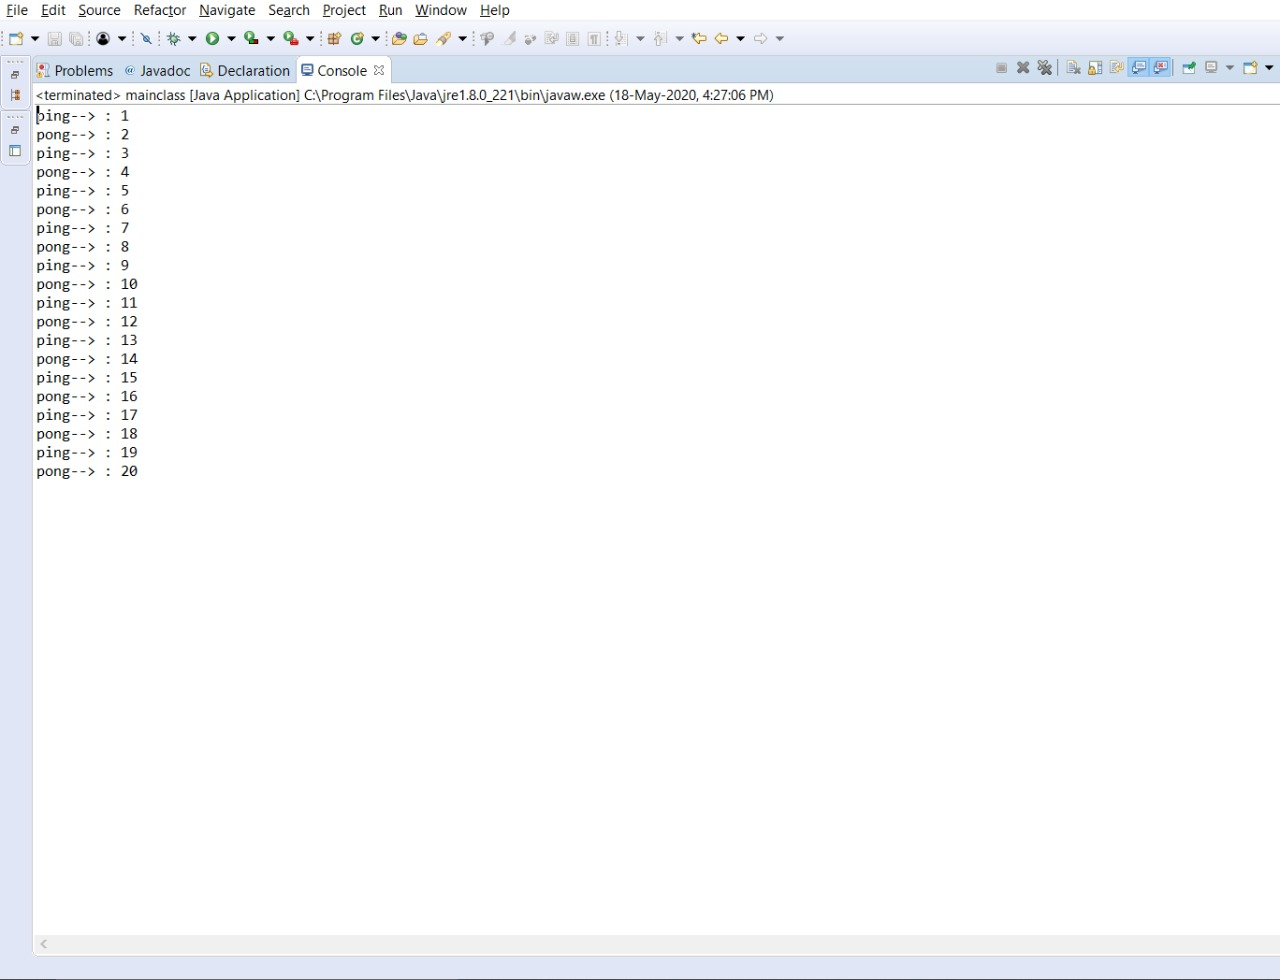 File Edit Source Refactor Navigate Search Project Run Window Help
Problems @ Javadoc Declaration Console
<terminated> mainclass [Java Application] C:\Program Files\Java\jre1.8.0_221\bin\javaw.exe (18-May-2020, 4:27:06 PM)
ping--> : 1
pong--> : 2
ping--> : 3
pong--> : 4
ping--> : 5
pong--> : 6
ping--> : 7
pong--> : 8
ping--> : 9
pong--> : 10
ping--> : 11
pong--> : 12
ping--> : 13
pong--> : 14
ping--> : 15
pong--> : 16
ping--> : 17
pong--> : 18
ping--> : 19
pong--> : 20